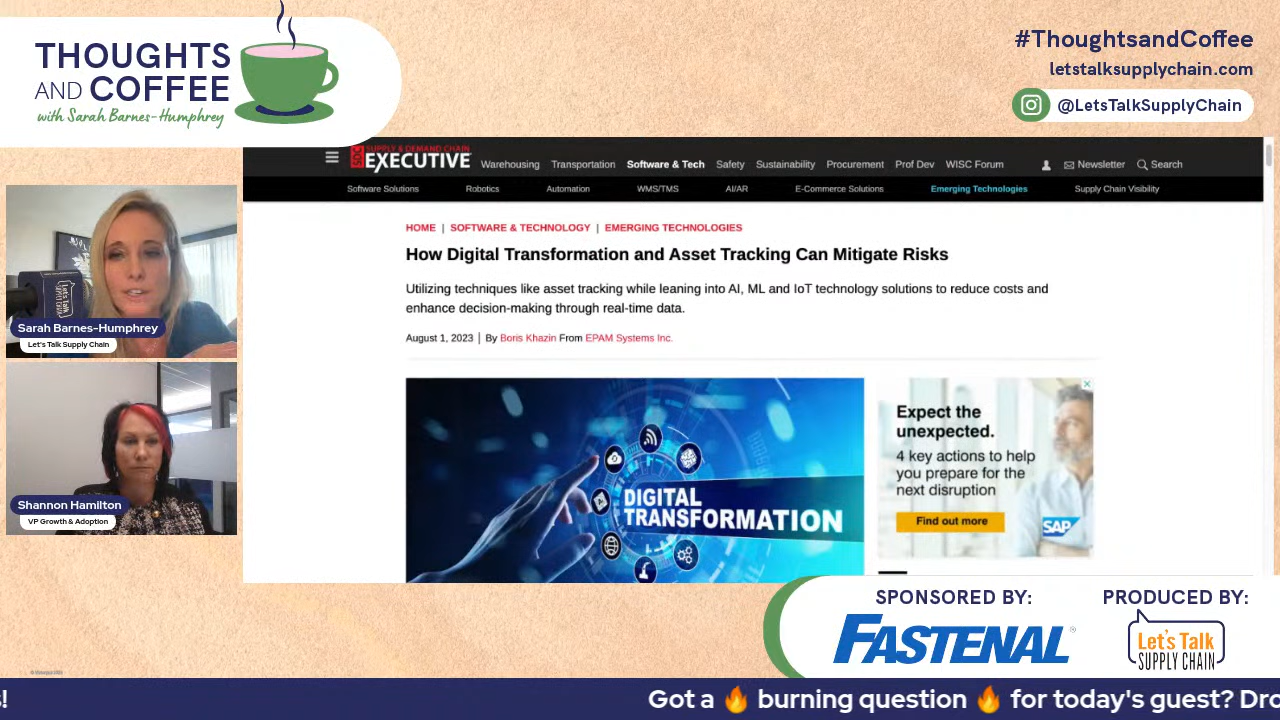 THOUGHTS
AND COFFEE
with Sarah Barnes-Humphrey
#ThoughtsandCoffee
letstalksupplychain.com
@LetsTalkSupplyChain
SDC SUPPLY & DEMAND CHAIN
EXECUTIVE
Warehousing Transportation Software & Tech Safety Sustainability Procurement Prof Dev WISC Forum Newsletter Search
Software Solutions Robotics Automation WMS/TMS AI/AR E-Commerce Solutions Emerging Technologies Supply Chain Visibility
HOME | SOFTWARE & TECHNOLOGY | EMERGING TECHNOLOGIES
How Digital Transformation and Asset Tracking Can Mitigate Risks
Utilizing techniques like asset tracking while leaning into AI, ML and IoT technology solutions to reduce costs and
enhance decision-making through real-time data.
August 1, 2023 | By Boris Khazin From EPAM Systems Inc.
DIGITAL
TRANSFORMATION
Expect the
unexpected.
4 key actions to help
you prepare for the
next disruption
Find out more
SAP
Let's Talk
Sarah Barnes-Humphrey
Let's Talk Supply Chain
Shannon Hamilton
VP Growth & Adoption
SPONSORED BY:
FASTENAL®
PRODUCED BY:
Let's Talk
SUPPLY CHAIN
s! Got a 🔥 burning question 🔥 for today's guest? Dro